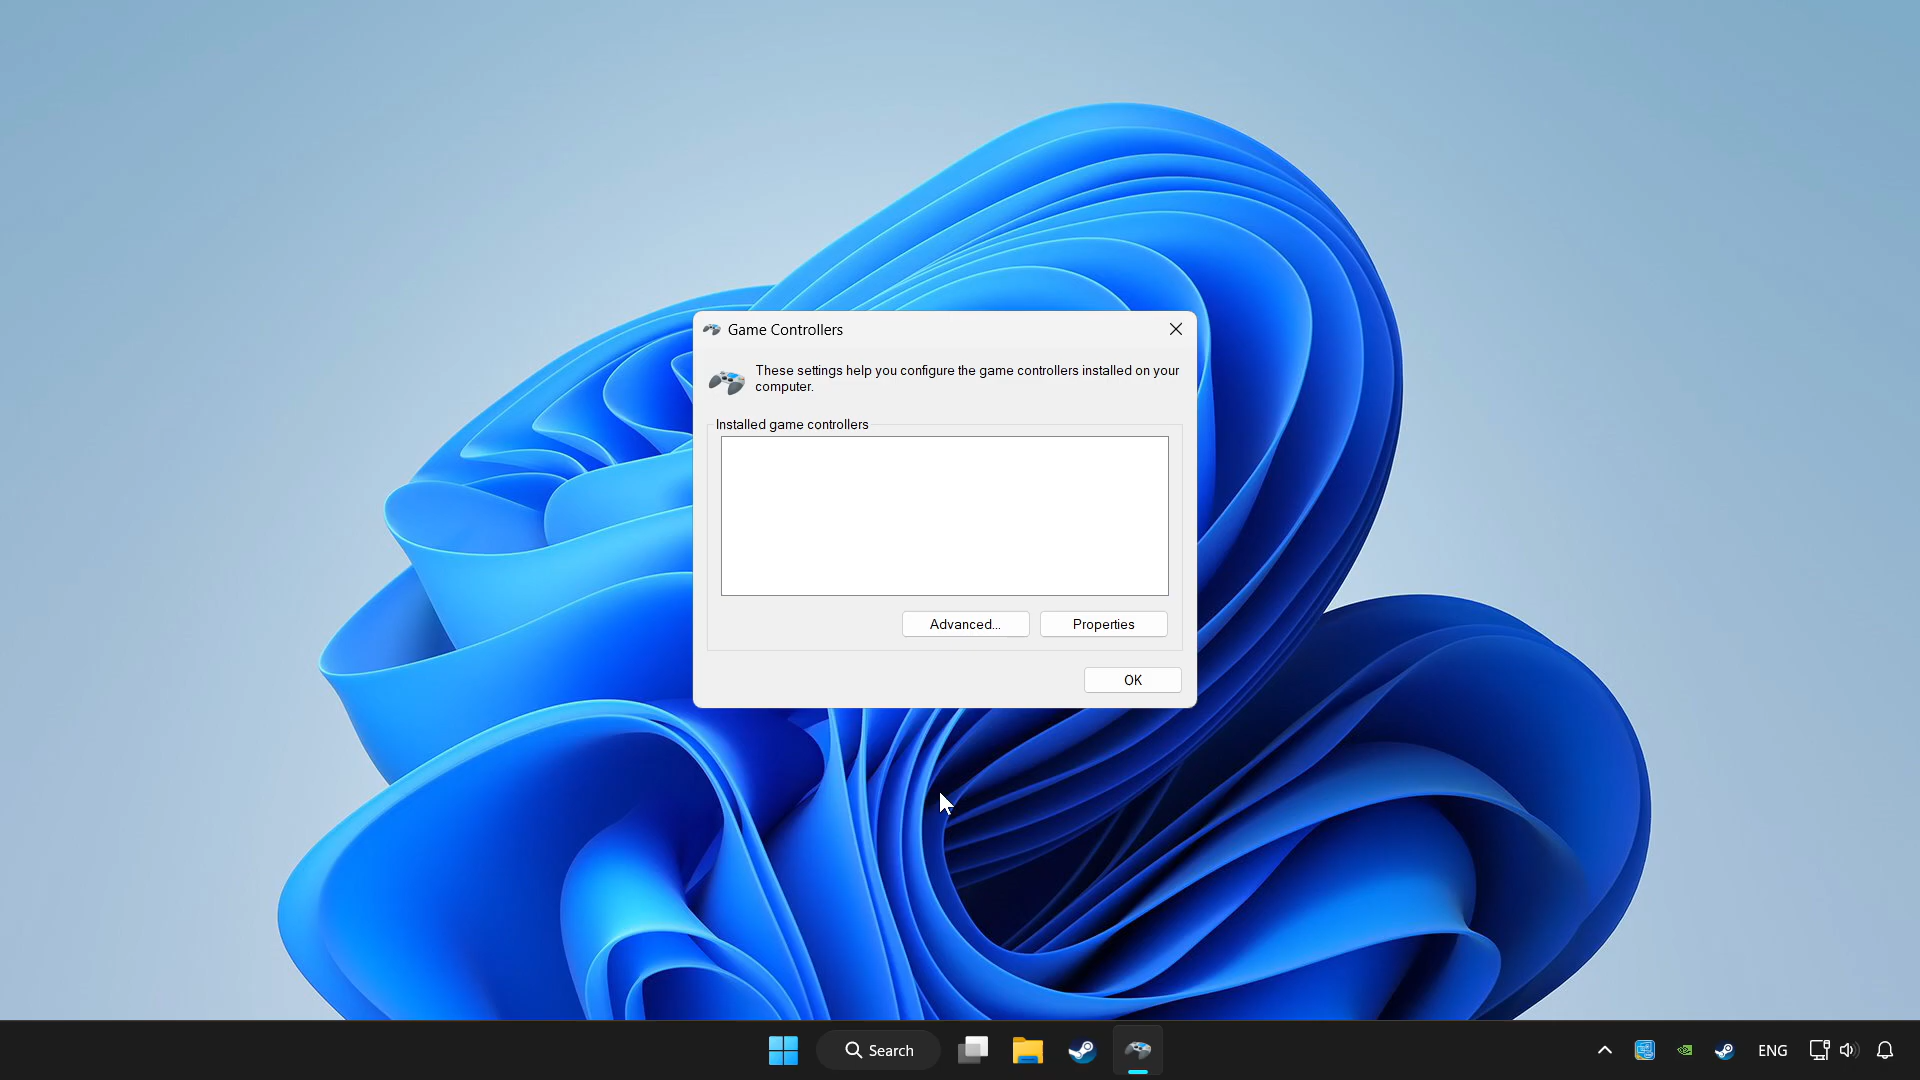 Game Controllers
These settings help you configure the game controllers installed on your
computer.
Installed game controllers
Advanced...
Properties
OK
Search
ENG